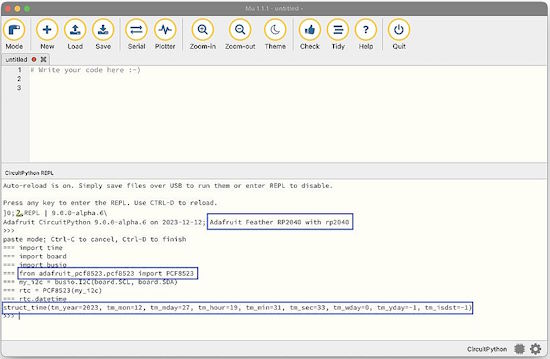 Mu 1.1.1 - untitled -
Mode New Load Save Serial Plotter Zoom-in Zoom-out Theme Check Tidy Help Quit
untitled
1 # Write your code here :-)
2
3
CircuitPython REPL
Auto-reload is on. Simply save files over USB to run them or enter REPL to disable.
Press any key to enter the REPL. Use CTRL-D to reload.
]0;🐍REPL | 9.0.0-alpha.6\
Adafruit CircuitPython 9.0.0-alpha.6 on 2023-12-12; Adafruit Feather RP2040 with rp2040
>>>
paste mode; Ctrl-C to cancel, Ctrl-D to finish
=== import time
=== import board
=== import busio
=== from adafruit_pcf8523.pcf8523 import PCF8523
=== my_i2c = busio.I2C(board.SCL, board.SDA)
=== rtc = PCF8523(my_i2c)
=== rtc.datetime
struct_time(tm_year=2023, tm_mon=12, tm_mday=27, tm_hour=19, tm_min=31, tm_sec=33, tm_wday=0, tm_yday=-1, tm_isdst=-1)
>>>
CircuitPython